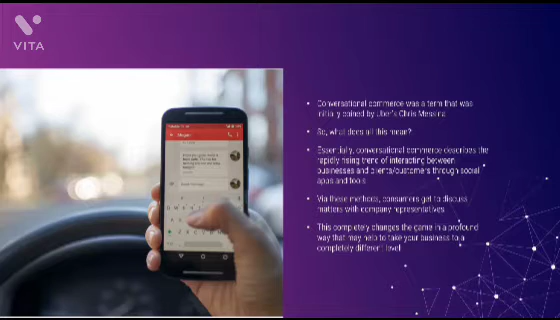 VITA
• Conversational commerce was a term that was
initially coined by Uber's Chris Messina
• So, what does all this mean?
• Essentially, conversational commerce describes the
rapidly rising trend of interacting between
businesses and clients/customers through social
apps and tools
• Via these methods, consumers get to discuss
matters with company representatives
• This completely changes the game in a profound
way that may help to take your business to a
completely different level